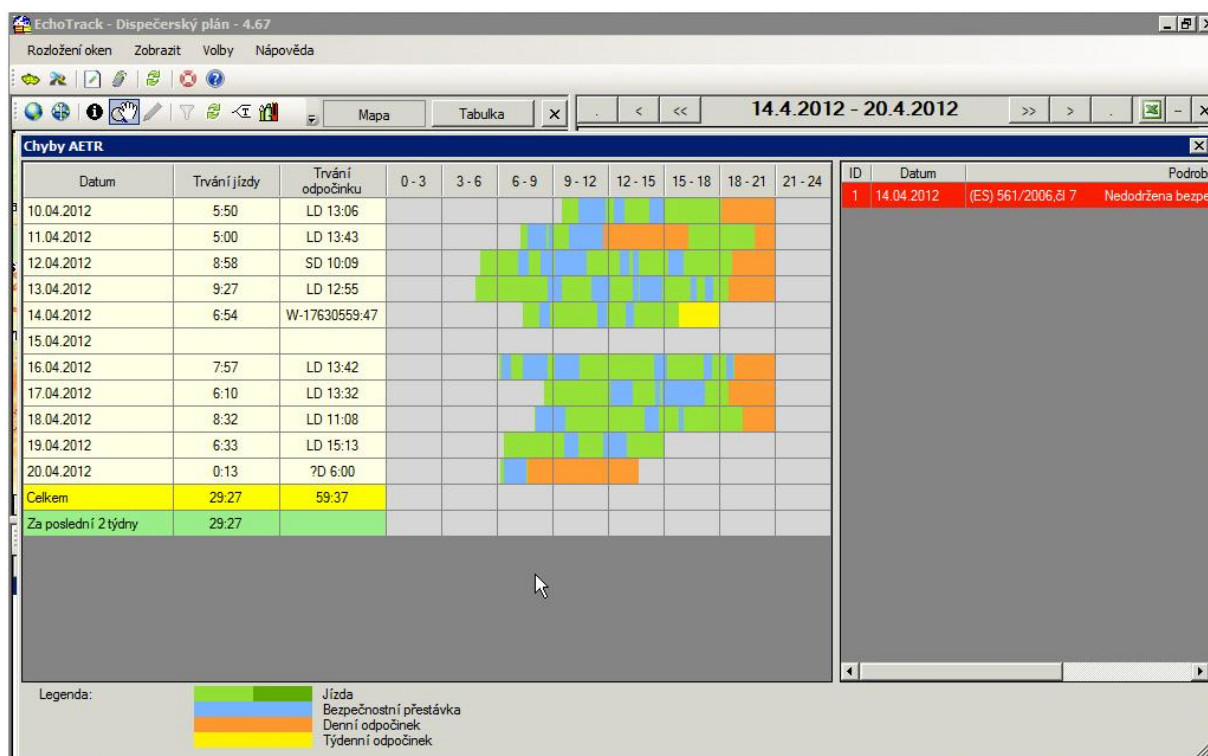 EchoTrack - Dispečerský plán - 4.67
Rozložení oken Zobrazit Volby Nápověda
Mapa Tabulka x . < << 14.4.2012 - 20.4.2012 >> > .
Chyby AETR
Datum Trvání jízdy Trvání odpočinku 0 - 3 3 - 6 6 - 9 9 - 12 12 - 15 15 - 18 18 - 21 21 - 24
10.04.2012 5:50 LD 13:06
11.04.2012 5:00 LD 13:43
12.04.2012 8:58 SD 10:09
13.04.2012 9:27 LD 12:55
14.04.2012 6:54 W-17630559:47
15.04.2012
16.04.2012 7:57 LD 13:42
17.04.2012 6:10 LD 13:32
18.04.2012 8:32 LD 11:08
19.04.2012 6:33 LD 15:13
20.04.2012 0:13 ?D 6:00
Celkem 29:27 59:37
Za poslední 2 týdny 29:27
ID Datum Podrob
1 14.04.2012 (ES) 561/2006,čl 7 Nedodržena bezpe
Legenda:
Jízda
Bezpečnostní přestávka
Denní odpočinek
Týdenní odpočinek